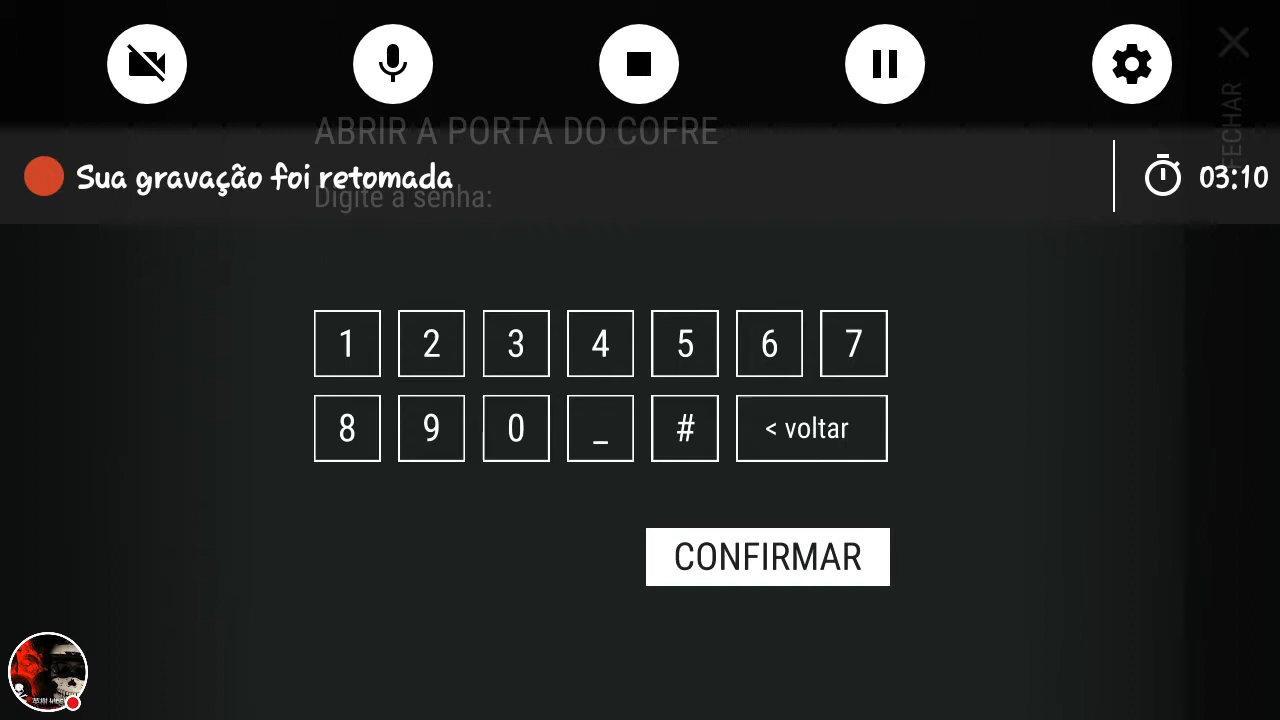 ABRIR A PORTA DO COFRE
FECHAR
Sua gravação foi retomada
03:10
Digite a senha:
1 2 3 4 5 6 7
8 9 0 _ # < voltar
CONFIRMAR